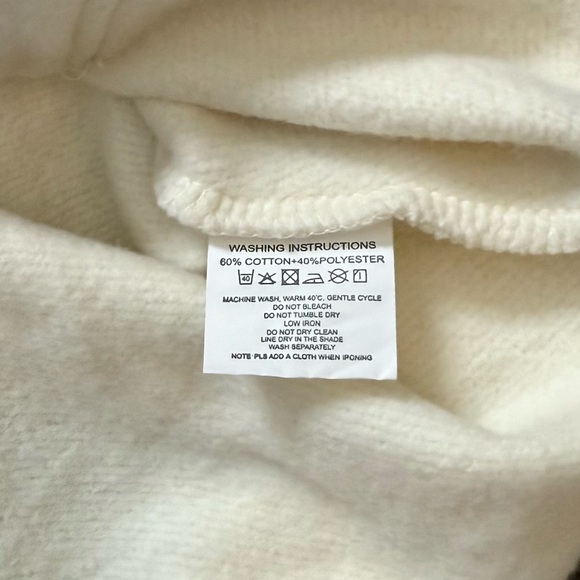 WASHING INSTRUCTIONS
60% COTTON+40%POLYESTER
40
MACHINE WASH, WARM 40℃, GENTLE CYCLE
DO NOT BLEACH
DO NOT TUMBLE DRY
LOW IRON
DO NOT DRY CLEAN
LINE DRY IN THE SHADE
WASH SEPARATELY
NOTE PLS ADD A CLOTH WHEN IPONING